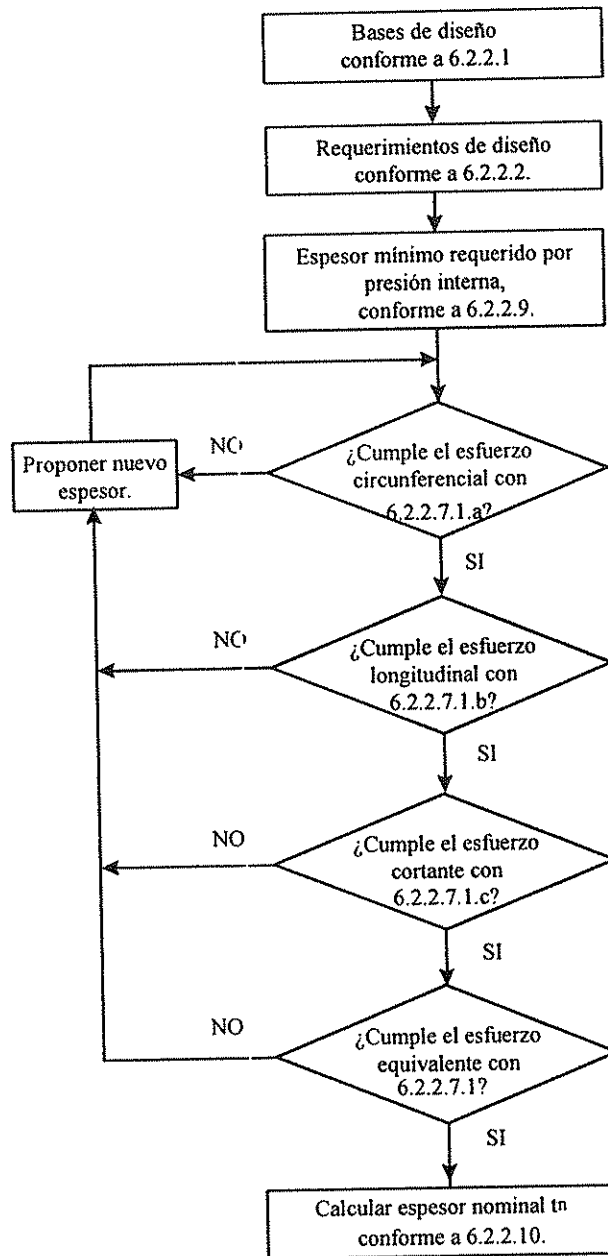 Bases de diseño
conforme a 6.2.2.1
Requerimientos de diseño
conforme a 6.2.2.2.
Espesor mínimo requerido por
presión interna,
conforme a 6.2.2.9.
Proponer nuevo
espesor.
NO
¿Cumple el esfuerzo
circunferencial con
6.2.2.7.1.a?
SI
NO
¿Cumple el esfuerzo
longitudinal con
6.2.2.7.1.b?
SI
NO
¿Cumple el esfuerzo
cortante con
6.2.2.7.1.c?
SI
NO
¿Cumple el esfuerzo
equivalente con
6.2.2.7.1?
SI
Calcular espesor nominal tn
conforme a 6.2.2.10.